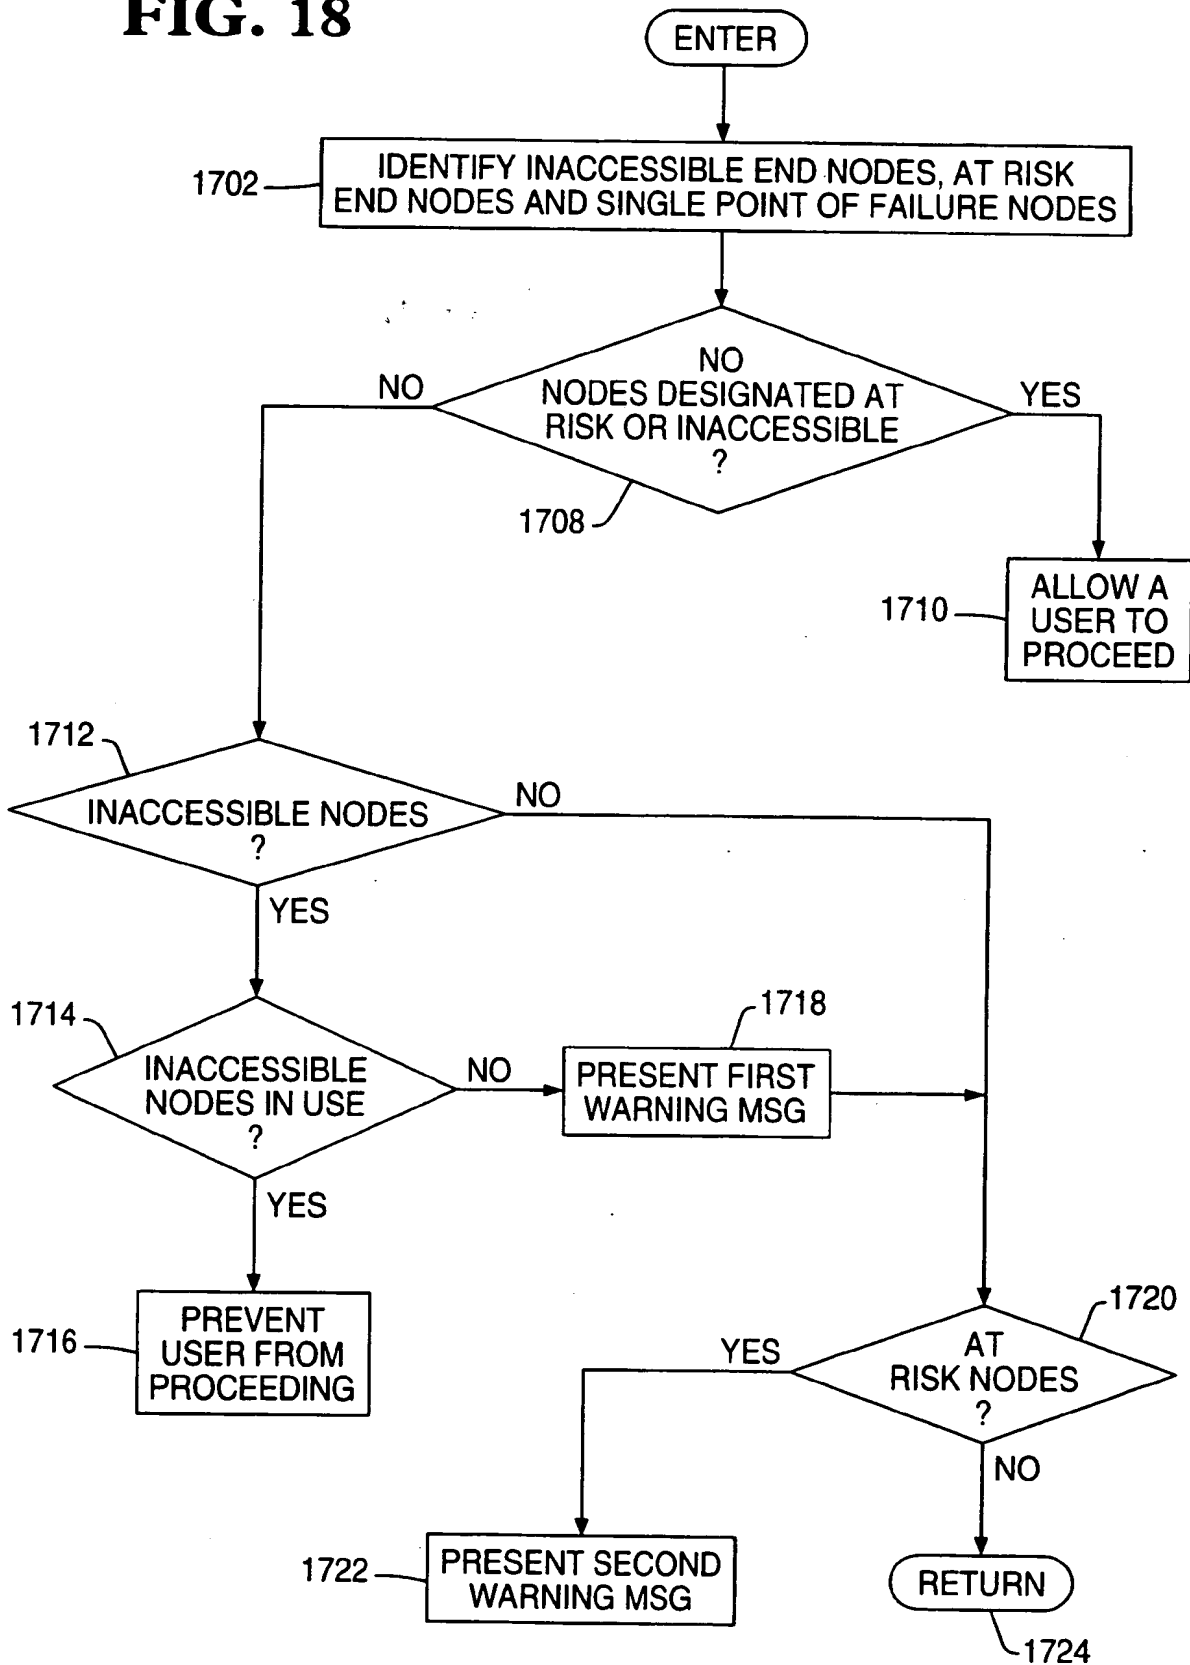 FIG. 18
ENTER
1702
IDENTIFY INACCESSIBLE END NODES, AT RISK
END NODES AND SINGLE POINT OF FAILURE NODES
NO
NODES DESIGNATED AT
RISK OR INACCESSIBLE
?
NO
YES
1708
1710
ALLOW A
USER TO
PROCEED
1712
INACCESSIBLE NODES
?
NO
YES
1714
INACCESSIBLE
NODES IN USE
?
NO
1718
PRESENT FIRST
WARNING MSG
YES
1716
PREVENT
USER FROM
PROCEEDING
1720
AT
RISK NODES
?
YES
NO
1722
PRESENT SECOND
WARNING MSG
RETURN
1724